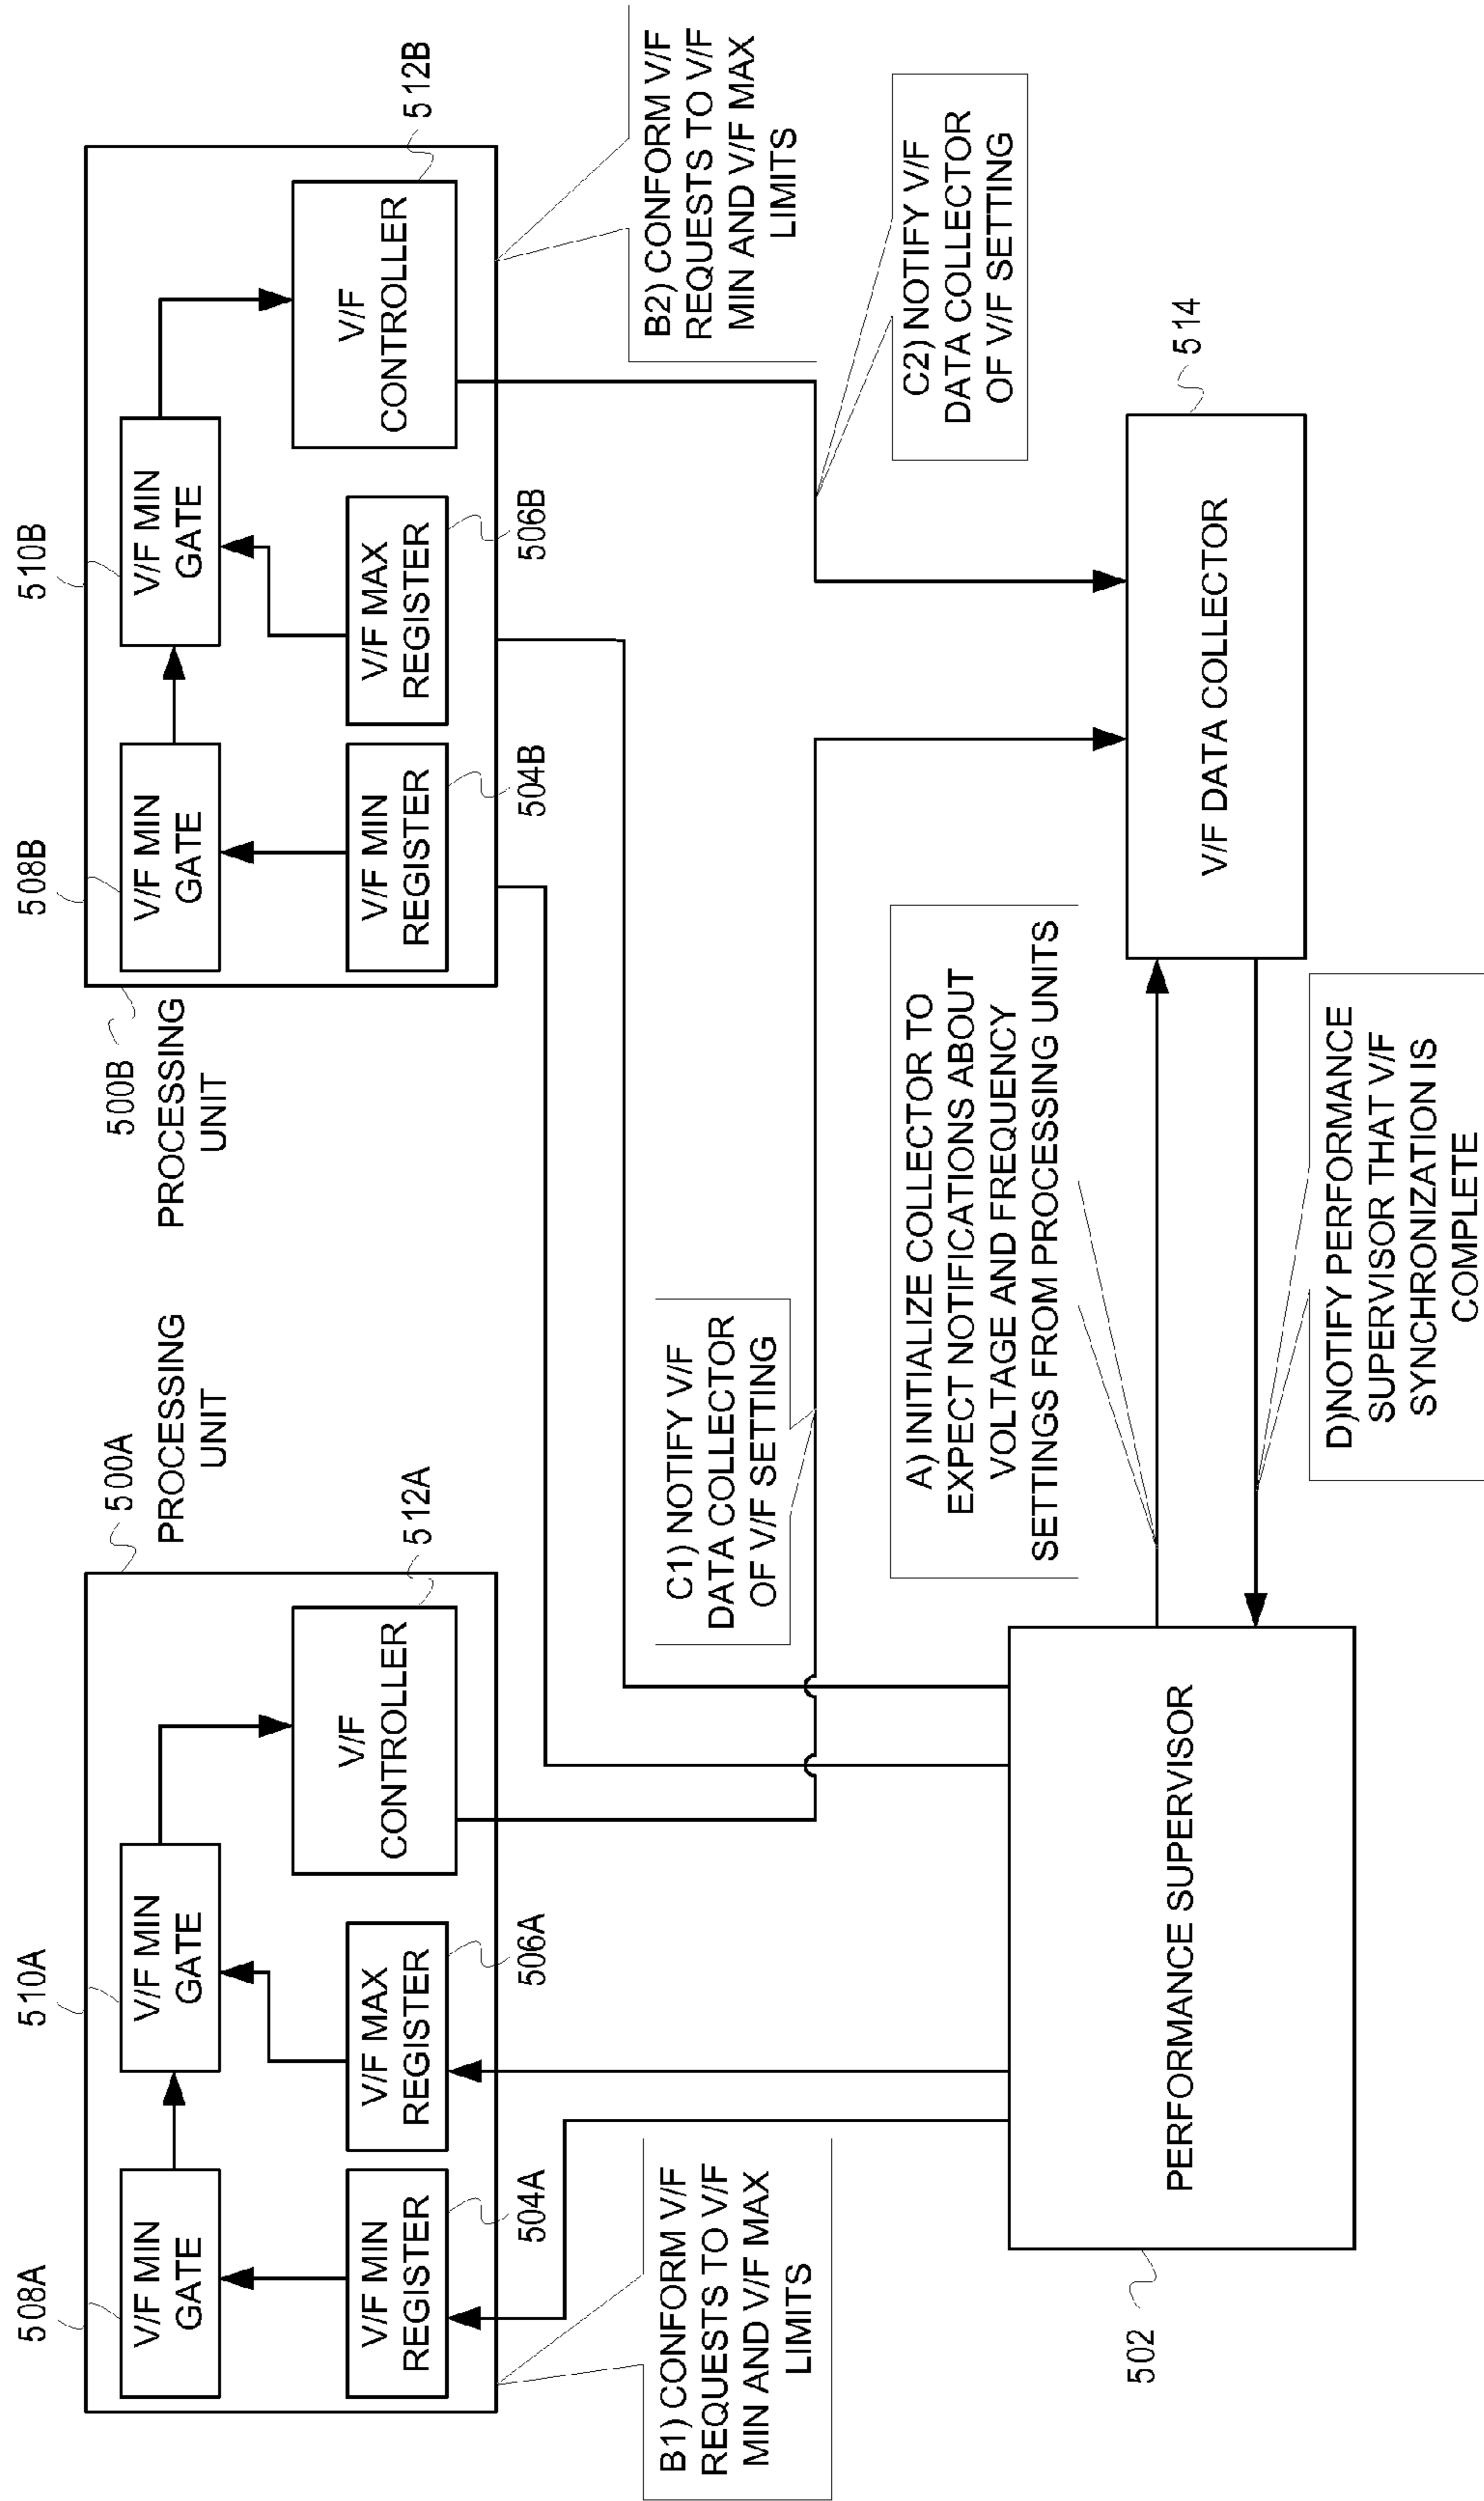 508A
510A
V/F MIN
GATE
V/F MIN
GATE
V/F MIN
REGISTER
V/F MAX
REGISTER
V/F
CONTROLLER
504A
506A
512A
500A
PROCESSING
UNIT
508B
510B
500B
PROCESSING
UNIT
V/F MIN
GATE
V/F MIN
GATE
V/F MIN
REGISTER
V/F MAX
REGISTER
V/F
CONTROLLER
504B
506B
512B
B1) CONFORM V/F
REQUESTS TO V/F
MIN AND V/F MAX
LIMITS
C1) NOTIFY V/F
DATA COLLECTOR
OF V/F SETTING
B2) CONFORM V/F
REQUESTS TO V/F
MIN AND V/F MAX
LIMITS
C2) NOTIFY V/F
DATA COLLECTOR
OF V/F SETTING
A) INITIALIZE COLLECTOR TO
EXPECT NOTIFICATIONS ABOUT
VOLTAGE AND FREQUENCY
SETTINGS FROM PROCESSING UNITS
502
PERFORMANCE SUPERVISOR
514
V/F DATA COLLECTOR
D)NOTIFY PERFORMANCE
SUPERVISOR THAT V/F
SYNCHRONIZATION IS
COMPLETE